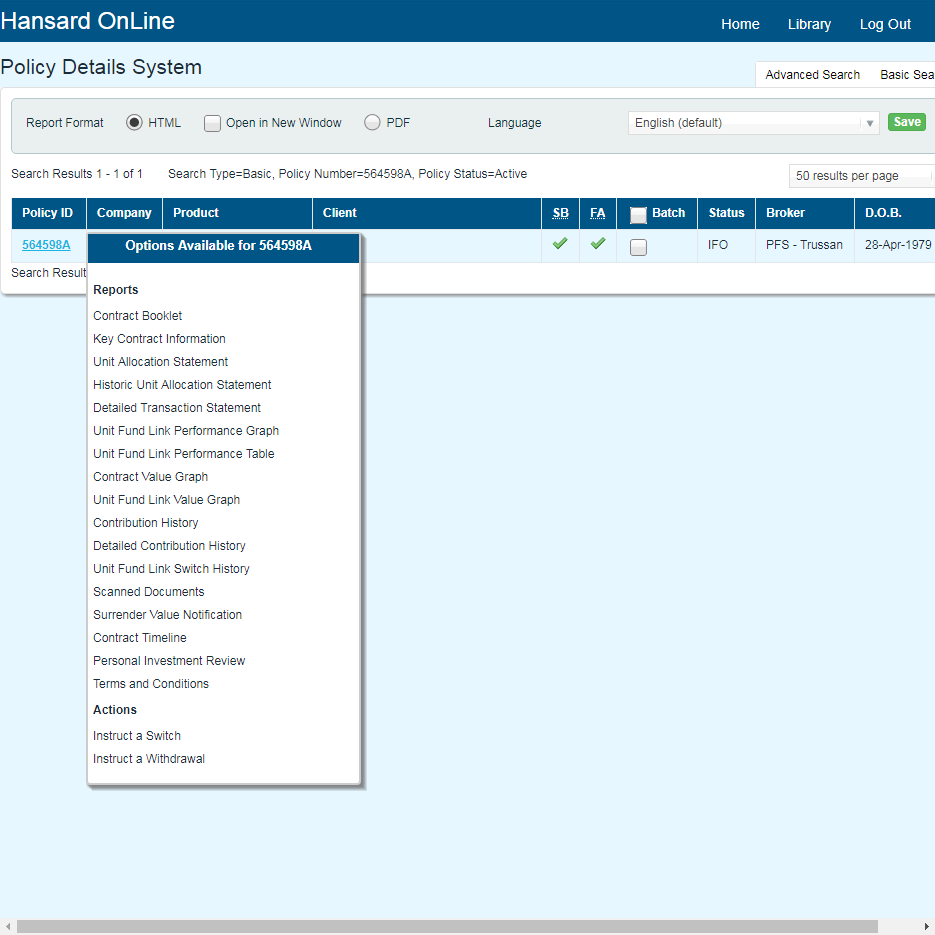 Hansard OnLine
Home Library Log Out
Policy Details System
Advanced Search Basic Sea
Report Format HTML Open in New Window PDF Language English (default) Save
Search Results 1 - 1 of 1 Search Type=Basic, Policy Number=564598A, Policy Status=Active
50 results per page
Policy ID Company Product Client SB FA Batch Status Broker D.O.B.
564598A IFO PFS - Trussan 28-Apr-1979
Search Result
Options Available for 564598A
Reports
Contract Booklet
Key Contract Information
Unit Allocation Statement
Historic Unit Allocation Statement
Detailed Transaction Statement
Unit Fund Link Performance Graph
Unit Fund Link Performance Table
Contract Value Graph
Unit Fund Link Value Graph
Contribution History
Detailed Contribution History
Unit Fund Link Switch History
Scanned Documents
Surrender Value Notification
Contract Timeline
Personal Investment Review
Terms and Conditions
Actions
Instruct a Switch
Instruct a Withdrawal